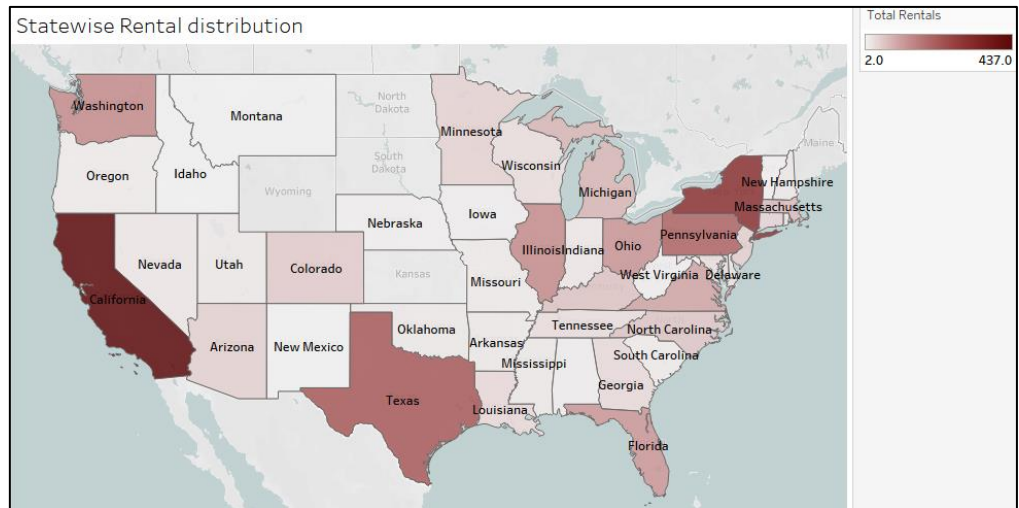 Statewise Rental distribution
Total Rentals
2.0 437.0
Washington
Montana
North
Dakota
Minnesota
Maine
Oregon
Idaho
South
Dakota
Wisconsin
Michigan
New Hampshire
Massachusetts
Wyoming
Nebraska
Iowa
Pennsylvania
Nevada
Utah
Colorado
Kansas
Missouri
Illinois
Indiana
Ohio
West Virginia
Delaware
California
Arizona
New Mexico
Oklahoma
Arkansas
Tennessee
North Carolina
Mississippi
South Carolina
Georgia
Texas
Louisiana
Florida